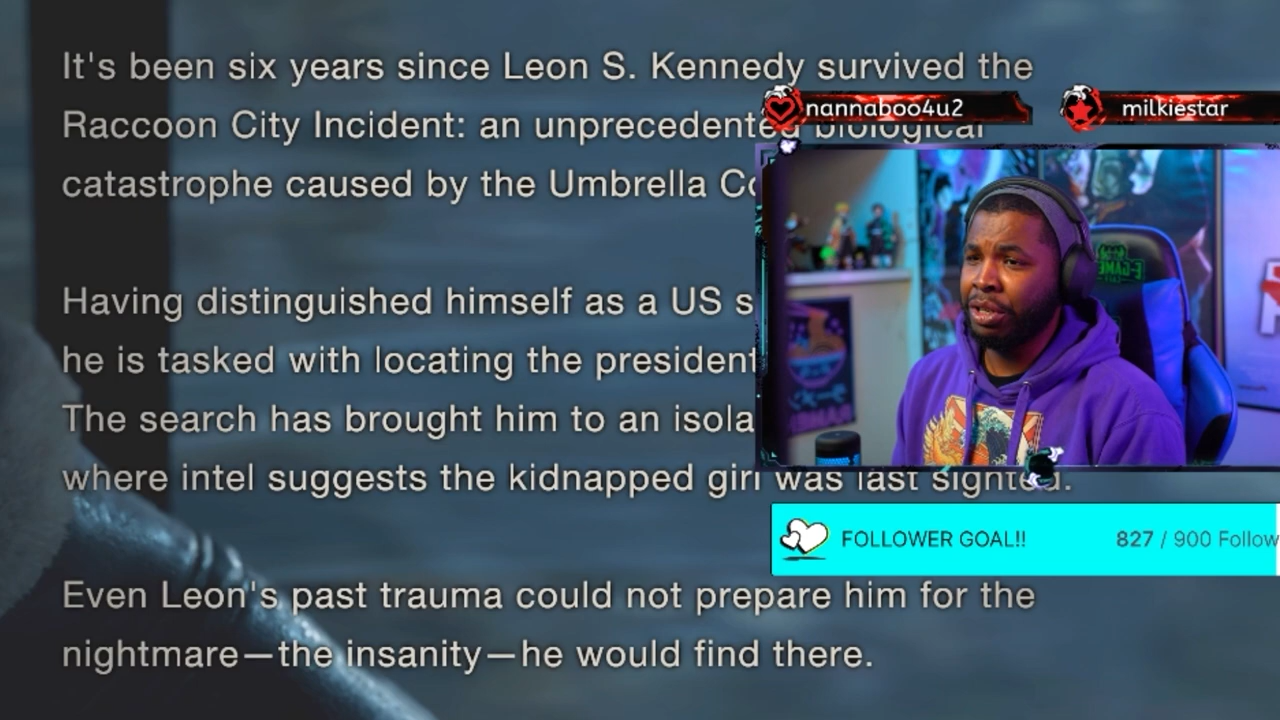 It's been six years since Leon S. Kennedy survived the
nannaboo4u2
milkiestar
Raccoon City Incident: an unprecedented biological
catastrophe caused by the Umbrella
Having distinguished himself as a US
he is tasked with locating the president
The search has brought him to an
where intel suggests the kidnapped girl was last sighted.
FOLLOWER GOAL!! 827 / 900 Follow
Even Leon's past trauma could not prepare him for the
nightmare—the insanity—he would find there.